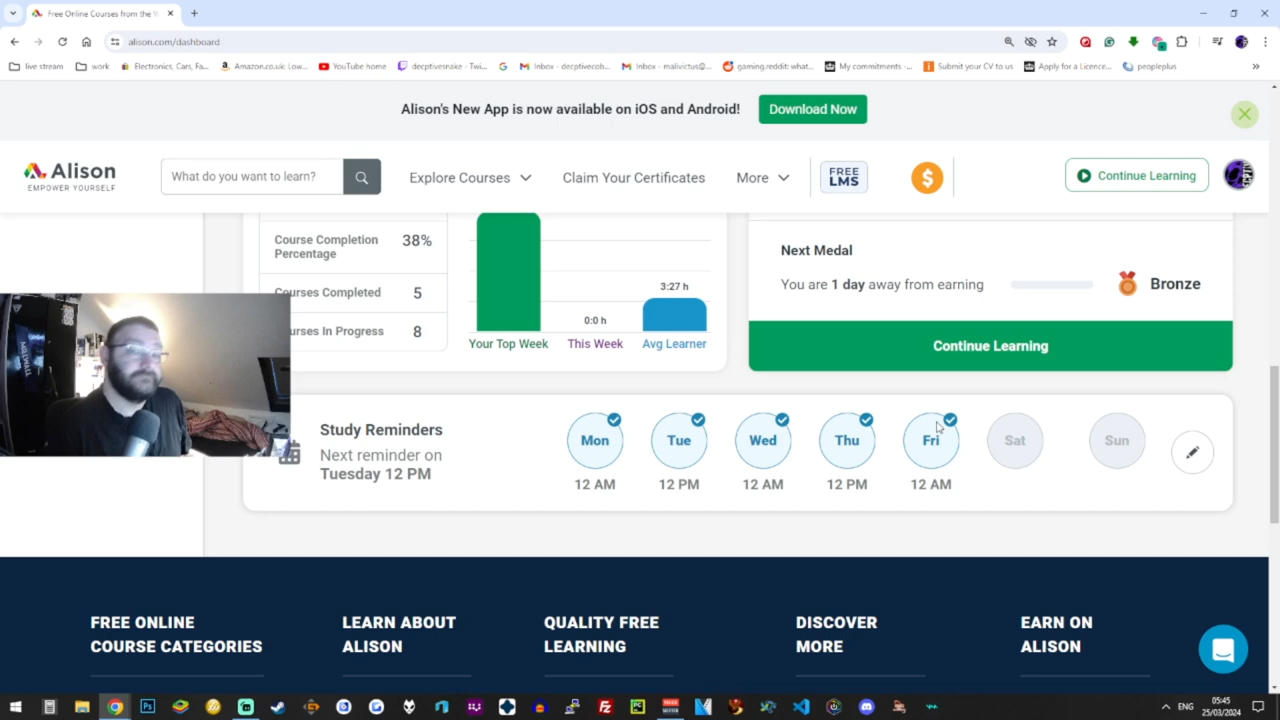 Free Online Courses from the W
alison.com/dashboard
live stream
work
Electronics, Cars, Fa...
Amazon.co.uk: Low...
YouTube home
decptivesnake - Twi...
Inbox - decptivecob...
Inbox - malivictus@...
gaming.reddit: what...
My commitments -...
Submit your CV to us
Apply for a Licence...
peopleplus
Alison's New App is now available on iOS and Android!
Download Now
Alison
EMPOWER YOURSELF
What do you want to learn?
Explore Courses
Claim Your Certificates
More
FREE
LMS
$
Continue Learning
Course Completion
Percentage
38%
Courses Completed
5
Courses In Progress
8
3:27 h
0:0 h
Your Top Week
This Week
Avg Learner
Next Medal
You are 1 day away from earning
Bronze
Continue Learning
Study Reminders
Next reminder on
Tuesday 12 PM
Mon Tue Wed Thu Fri Sat Sun
12 AM 12 PM 12 AM 12 PM 12 AM
FREE ONLINE
COURSE CATEGORIES
LEARN ABOUT
ALISON
QUALITY FREE
LEARNING
DISCOVER
MORE
EARN ON
ALISON
ENG
05:45
25/03/2024